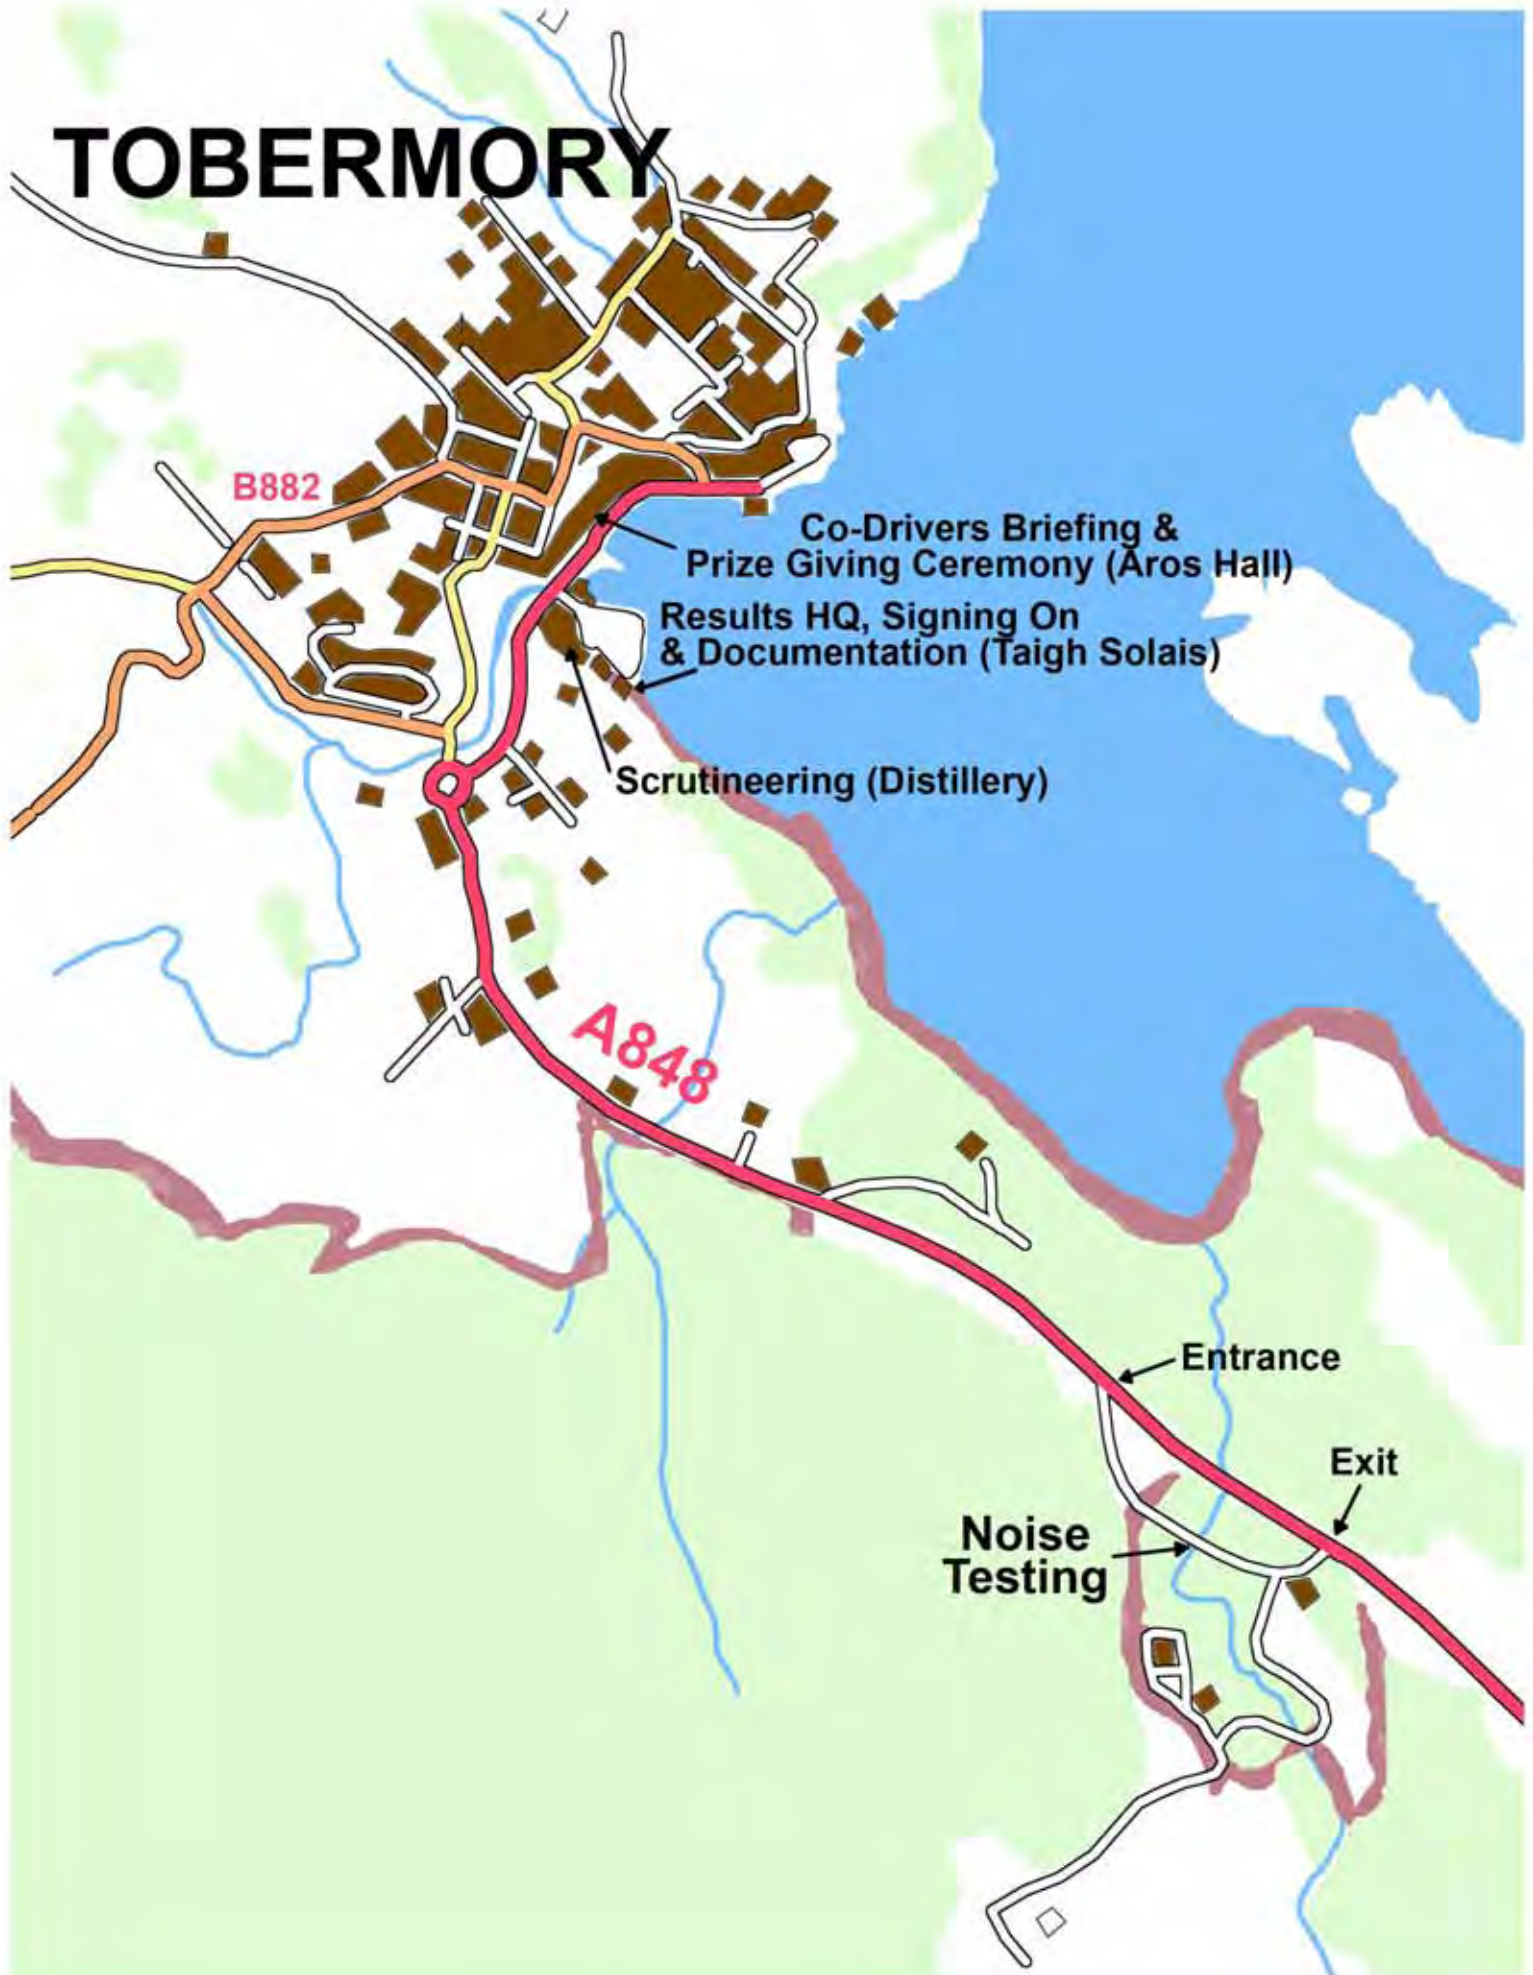 TOBERMORY
B882
Co-Drivers Briefing &
Prize Giving Ceremony (Aros Hall)
Results HQ, Signing On
& Documentation (Taigh Solais)
Scrutineering (Distillery)
A848
Entrance
Exit
Noise
Testing